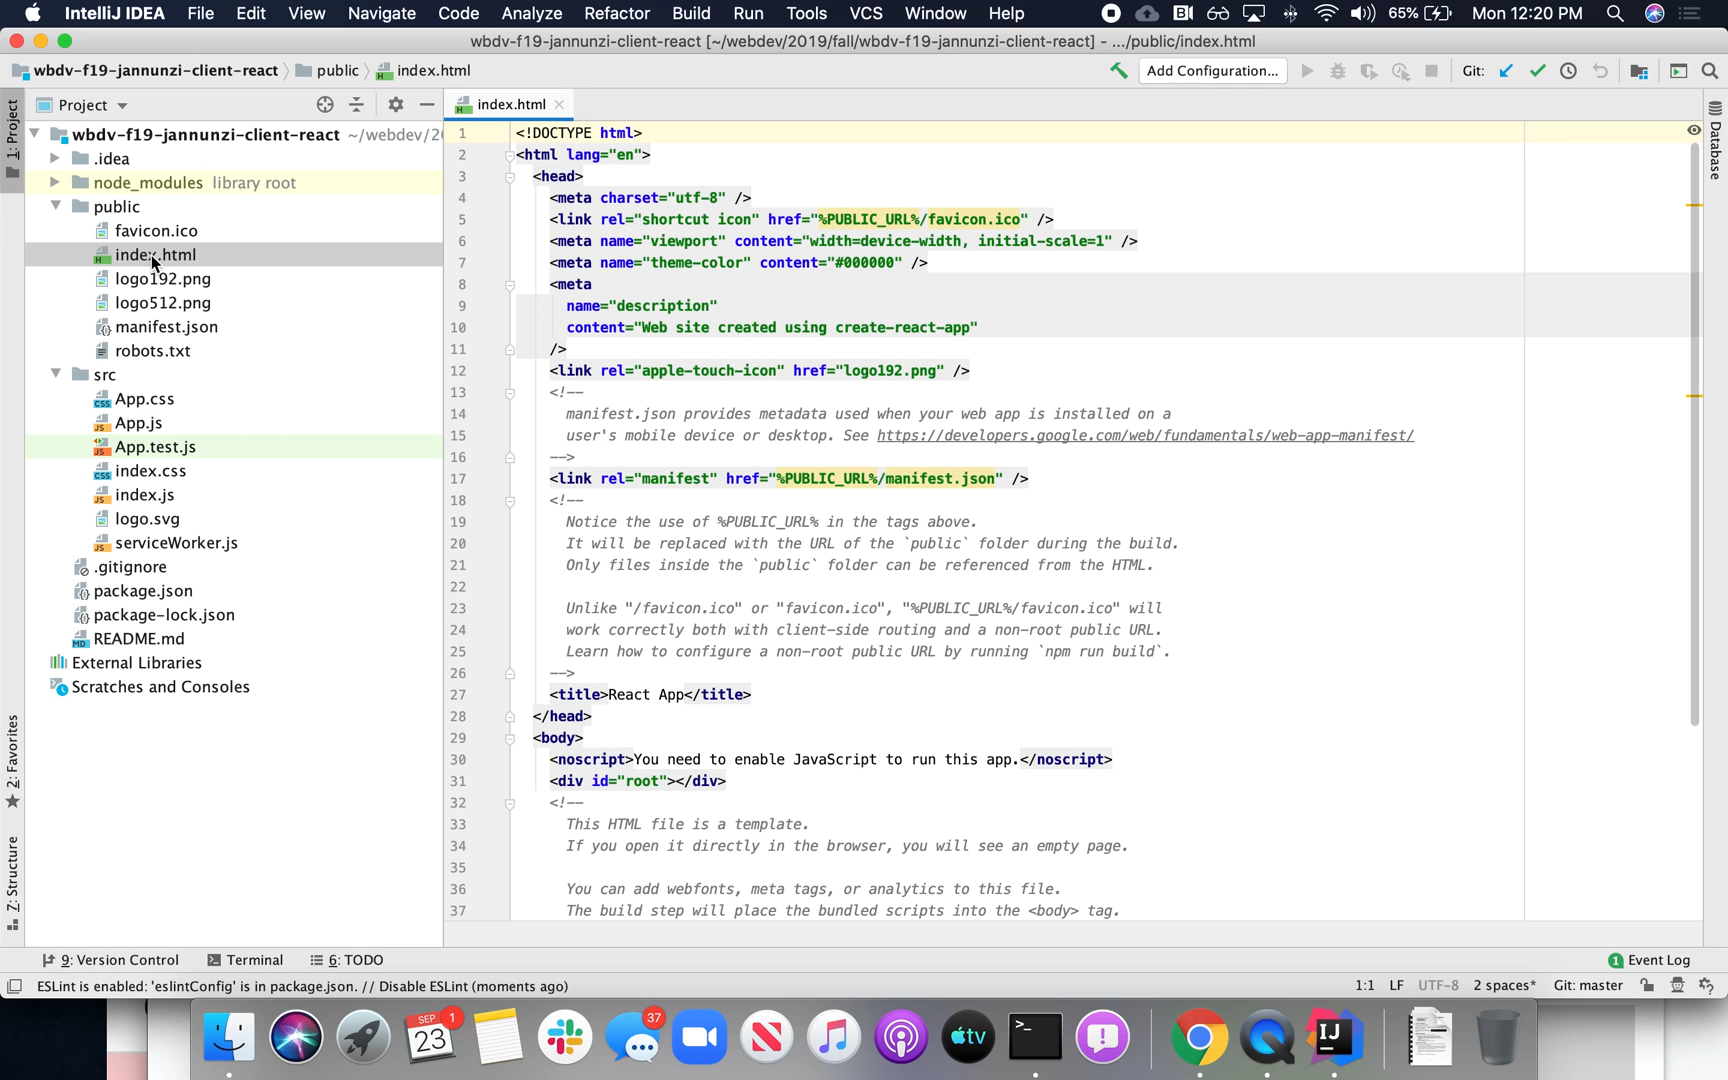 IntelliJ IDEA File Edit View Navigate Code Analyze Refactor Build Run Tools VCS Window Help 65% Mon 12:20 PM
wbdv-f19-jannunzi-client-react [~/webdev/2019/fall/wbdv-f19-jannunzi-client-react] - .../public/index.html
wbdv-f19-jannunzi-client-react public index.html Add Configuration... Git:
Project index.html
1: Project
2: Favorites
Z: Structure
Database
wbdv-f19-jannunzi-client-react ~/webdev/20
.idea
node_modules library root
public
favicon.ico
index.html
logo192.png
logo512.png
manifest.json
robots.txt
src
App.css
App.js
App.test.js
index.css
index.js
logo.svg
serviceWorker.js
.gitignore
package.json
package-lock.json
README.md
External Libraries
Scratches and Consoles
1 <!DOCTYPE html>
2 <html lang="en">
3 <head>
4 <meta charset="utf-8" />
5 <link rel="shortcut icon" href="%PUBLIC_URL%/favicon.ico" />
6 <meta name="viewport" content="width=device-width, initial-scale=1" />
7 <meta name="theme-color" content="#000000" />
8 <meta
9 name="description"
10 content="Web site created using create-react-app"
11 />
12 <link rel="apple-touch-icon" href="logo192.png" />
13 <!--
14 manifest.json provides metadata used when your web app is installed on a
15 user's mobile device or desktop. See https://developers.google.com/web/fundamentals/web-app-manifest/
16 -->
17 <link rel="manifest" href="%PUBLIC_URL%/manifest.json" />
18 <!--
19 Notice the use of %PUBLIC_URL% in the tags above.
20 It will be replaced with the URL of the `public` folder during the build.
21 Only files inside the `public` folder can be referenced from the HTML.
22
23 Unlike "/favicon.ico" or "favicon.ico", "%PUBLIC_URL%/favicon.ico" will
24 work correctly both with client-side routing and a non-root public URL.
25 Learn how to configure a non-root public URL by running `npm run build`.
26 -->
27 <title>React App</title>
28 </head>
29 <body>
30 <noscript>You need to enable JavaScript to run this app.</noscript>
31 <div id="root"></div>
32 <!--
33 This HTML file is a template.
34 If you open it directly in the browser, you will see an empty page.
35
36 You can add webfonts, meta tags, or analytics to this file.
37 The build step will place the bundled scripts into the <body> tag.
9: Version Control Terminal 6: TODO 1 Event Log
ESLint is enabled: 'eslintConfig' is in package.json. // Disable ESLint (moments ago) 1:1 LF UTF-8 2 spaces* Git: master
SEP 23 1 37 tv >_ IJ